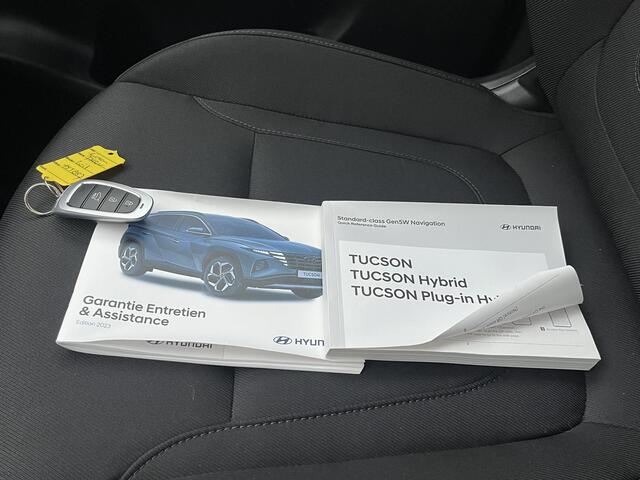 TUCSON
Garantie Entretien
& Assistance
Edition 2023
HYUNDAI
HYUNDAI
Standard-class Gen5W Navigation
Quick Reference Guide
HYUNDAI
TUCSON
TUCSON Hybrid
TUCSON Plug-in Hy